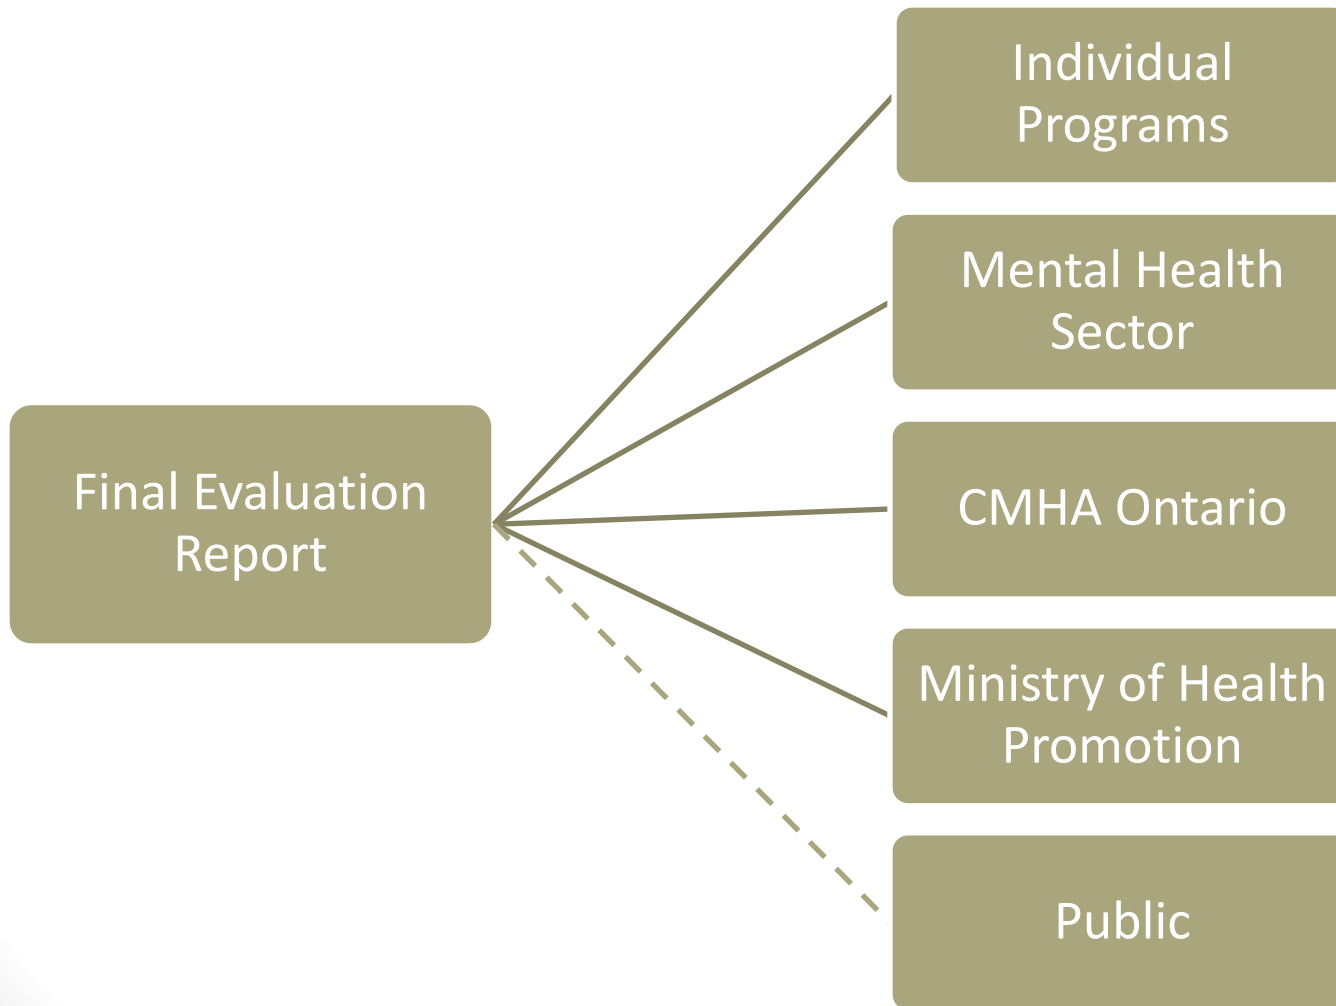 Individual
Programs
Mental Health
Sector
Final Evaluation
Report
CMHA Ontario
Ministry of Health
Promotion
Public